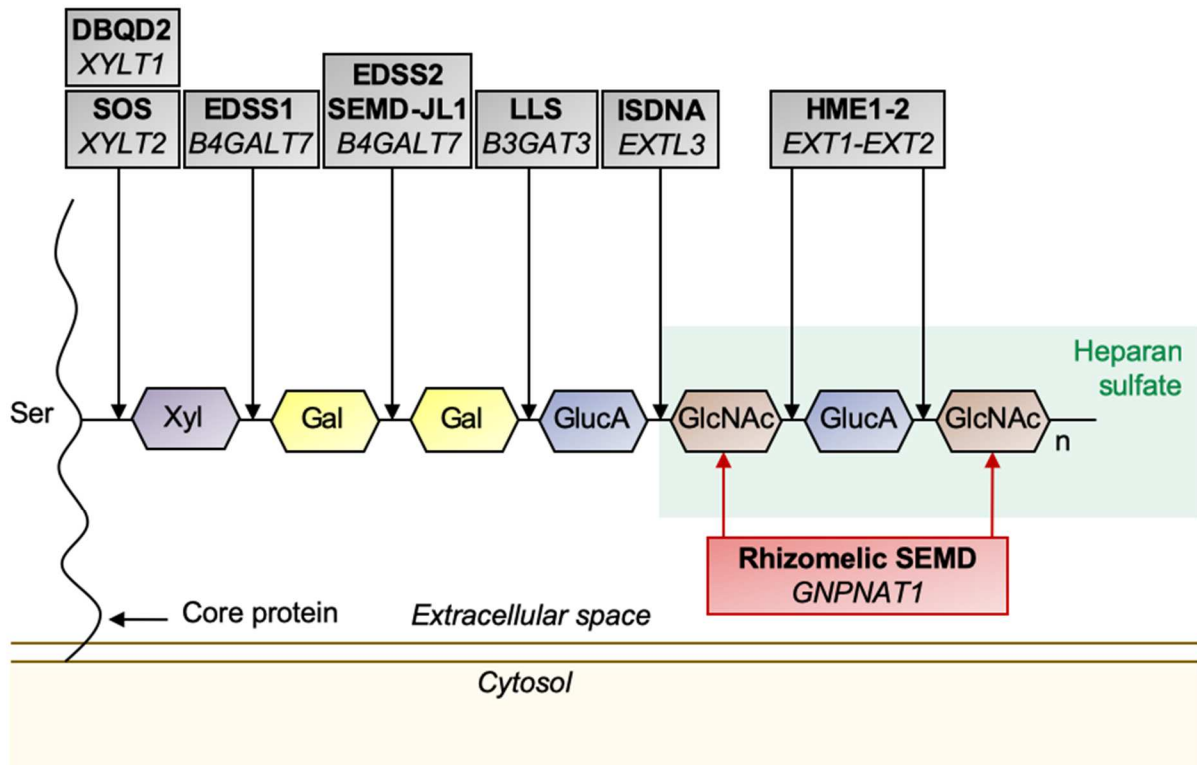 DBQD2
XYLT1
SOS
XYLT2
EDSS1
B4GALT7
EDSS2
SEMD-JL1
B4GALT7
LLS
B3GAT3
ISDNA
EXTL3
HME1-2
EXT1-EXT2
Heparan
sulfate
Ser
Xyl
Gal
Gal
GlucA
GlcNAc
GlucA
GlcNAc
n
Rhizomelic SEMD
GNPNAT1
Core protein
Extracellular space
Cytosol